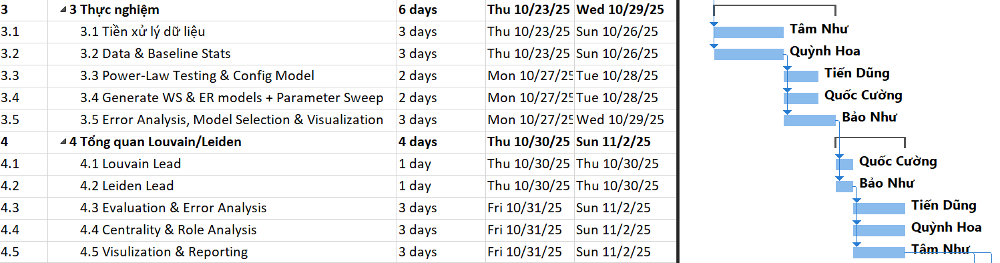 3 3 Thực nghiệm 6 days Thu 10/23/25 Wed 10/29/25
3.1 3.1 Tiền xử lý dữ liệu 3 days Thu 10/23/25 Sun 10/26/25 Tâm Như
3.2 3.2 Data & Baseline Stats 3 days Thu 10/23/25 Sun 10/26/25 Quỳnh Hoa
3.3 3.3 Power-Law Testing & Config Model 2 days Mon 10/27/25 Tue 10/28/25 Tiến Dũng
3.4 3.4 Generate WS & ER models + Parameter Sweep 2 days Mon 10/27/25 Tue 10/28/25 Quốc Cường
3.5 3.5 Error Analysis, Model Selection & Visualization 3 days Mon 10/27/25 Wed 10/29/25 Bảo Như
4 4 Tổng quan Louvain/Leiden 4 days Thu 10/30/25 Sun 11/2/25
4.1 4.1 Louvain Lead 1 day Thu 10/30/25 Thu 10/30/25 Quốc Cường
4.2 4.2 Leiden Lead 1 day Thu 10/30/25 Thu 10/30/25 Bảo Như
4.3 4.3 Evaluation & Error Analysis 3 days Fri 10/31/25 Sun 11/2/25 Tiến Dũng
4.4 4.4 Centrality & Role Analysis 3 days Fri 10/31/25 Sun 11/2/25 Quỳnh Hoa
4.5 4.5 Visulization & Reporting 3 days Fri 10/31/25 Sun 11/2/25 Tâm Như